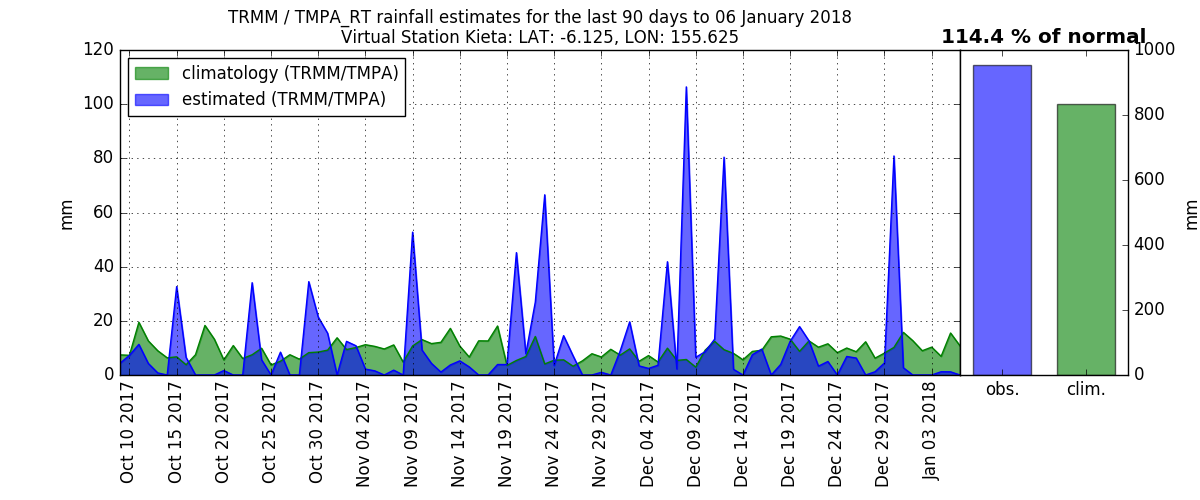 TRMM / TMPA_RT rainfall estimates for the last 90 days to 06 January 2018
Virtual Station Kieta: LAT: -6.125, LON: 155.625
114.4 % of normal
climatology (TRMM/TMPA)
estimated (TRMM/TMPA)
120
100
80
60
40
20
0
mm
1000
800
600
400
200
0
mm
Oct 10 2017
Oct 15 2017
Oct 20 2017
Oct 25 2017
Oct 30 2017
Nov 04 2017
Nov 09 2017
Nov 14 2017
Nov 19 2017
Nov 24 2017
Nov 29 2017
Dec 04 2017
Dec 09 2017
Dec 14 2017
Dec 19 2017
Dec 24 2017
Dec 29 2017
Jan 03 2018
obs.
clim.